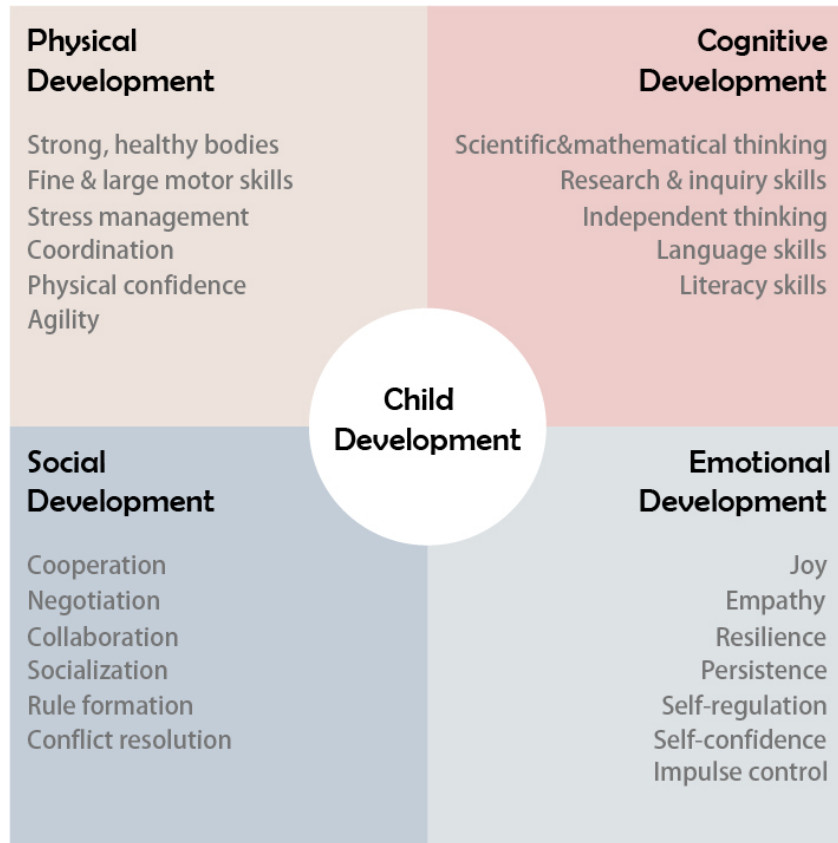 Physical
Development
Strong, healthy bodies
Fine & large motor skills
Stress management
Coordination
Physical confidence
Agility
Cognitive
Development
Scientific&mathematical thinking
Research & inquiry skills
Independent thinking
Language skills
Literacy skills
Child
Development
Social
Development
Cooperation
Negotiation
Collaboration
Socialization
Rule formation
Conflict resolution
Emotional
Development
Joy
Empathy
Resilience
Persistence
Self-regulation
Self-confidence
Impulse control